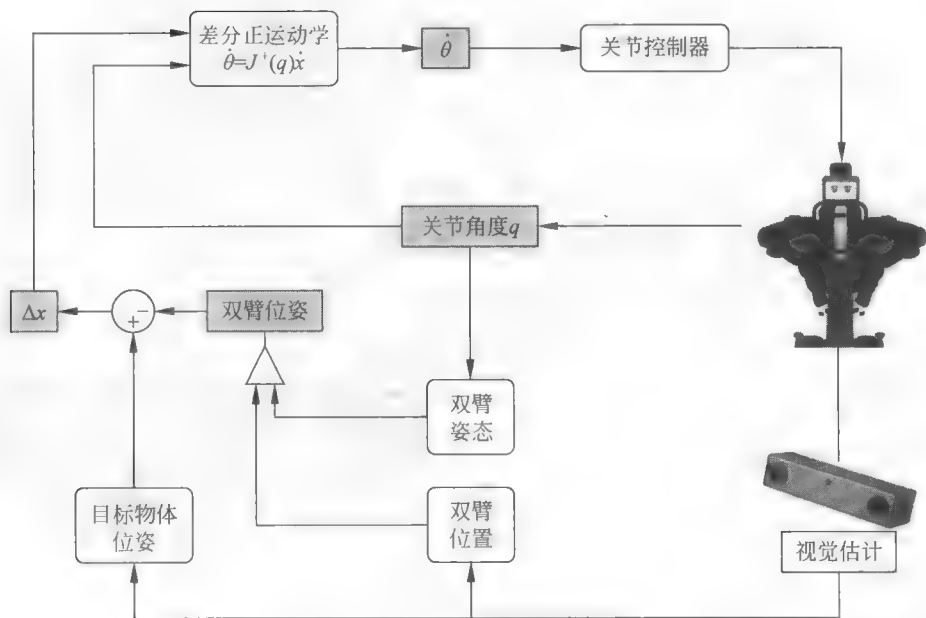 差分正运动学
θ̇=J⁺(q)ẋ
θ̇
关节控制器
关节角度q
Δx
+
−
双臂位姿
双臂
姿态
目标物体
位姿
双臂
位置
视觉估计